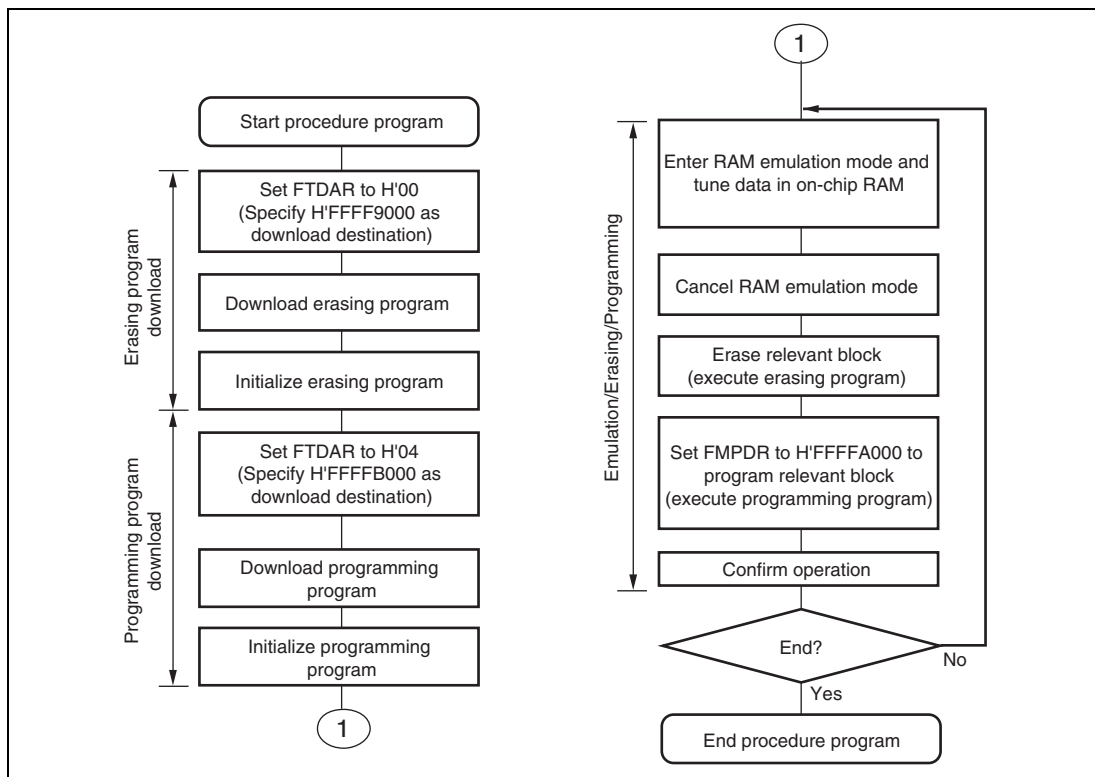 Start procedure program
Erasing program
download
Set FTDAR to H'00
(Specify H'FFFF9000 as
download destination)
Download erasing program
Initialize erasing program
Programming program
download
Set FTDAR to H'04
(Specify H'FFFFB000 as
download destination)
Download programming
program
Initialize programming
program
1
1
Emulation/Erasing/Programming
Enter RAM emulation mode and
tune data in on-chip RAM
Cancel RAM emulation mode
Erase relevant block
(execute erasing program)
Set FMPDR to H'FFFFA000 to
program relevant block
(execute programming program)
Confirm operation
End?
No
Yes
End procedure program